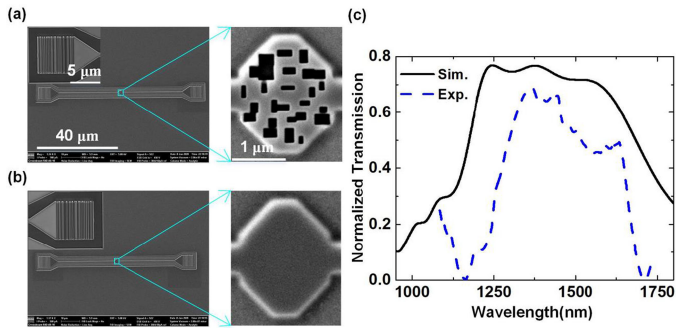 (a)
5 μm
40 μm
1 μm
(b)
(c)
0.8
0.6
0.4
0.2
0.0
Normalized Transmission
Sim.
Exp.
1000
1250
1500
1750
Wavelength(nm)